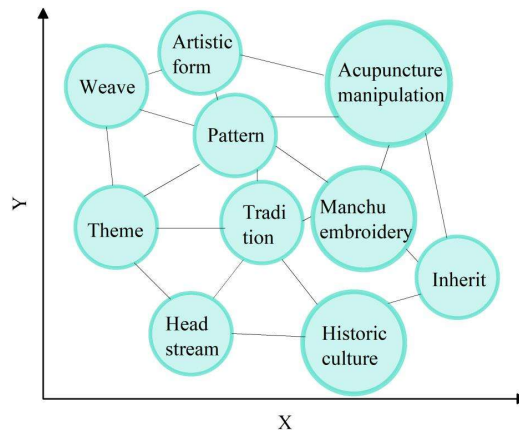 Artistic
form
Weave
Acupuncture
manipulation
Pattern
Y
Theme
Tradi
tion
Manchu
embroidery
Inherit
Head
stream
Historic
culture
X